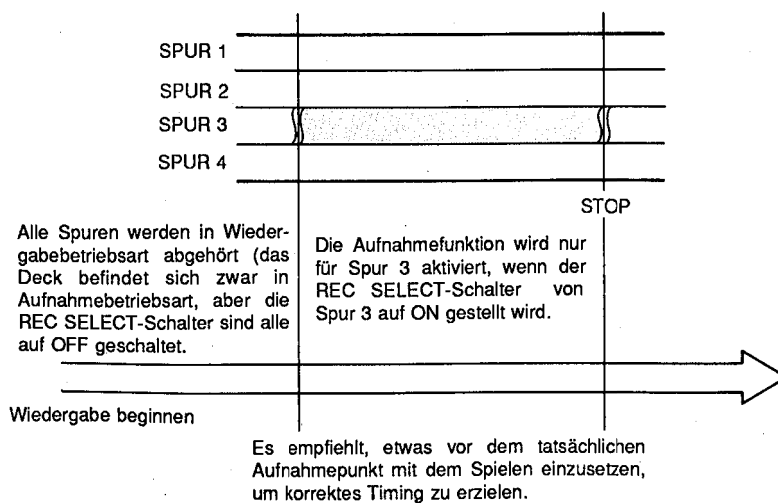 SPUR 1
SPUR 2
SPUR 3
SPUR 4
STOP
Alle Spuren werden in Wieder-
gabebetriebsart abgehört (das
Deck befindet sich zwar in
Aufnahmebetriebsart, aber die
REC SELECT-Schalter sind alle
auf OFF geschaltet.
Die Aufnahmefunktion wird nur
für Spur 3 aktiviert, wenn der
REC SELECT-Schalter von
Spur 3 auf ON gestellt wird.
Wiedergabe beginnen
Es empfiehlt, etwas vor dem tatsächlichen
Aufnahmepunkt mit dem Spielen einzusetzen,
um korrektes Timing zu erzielen.